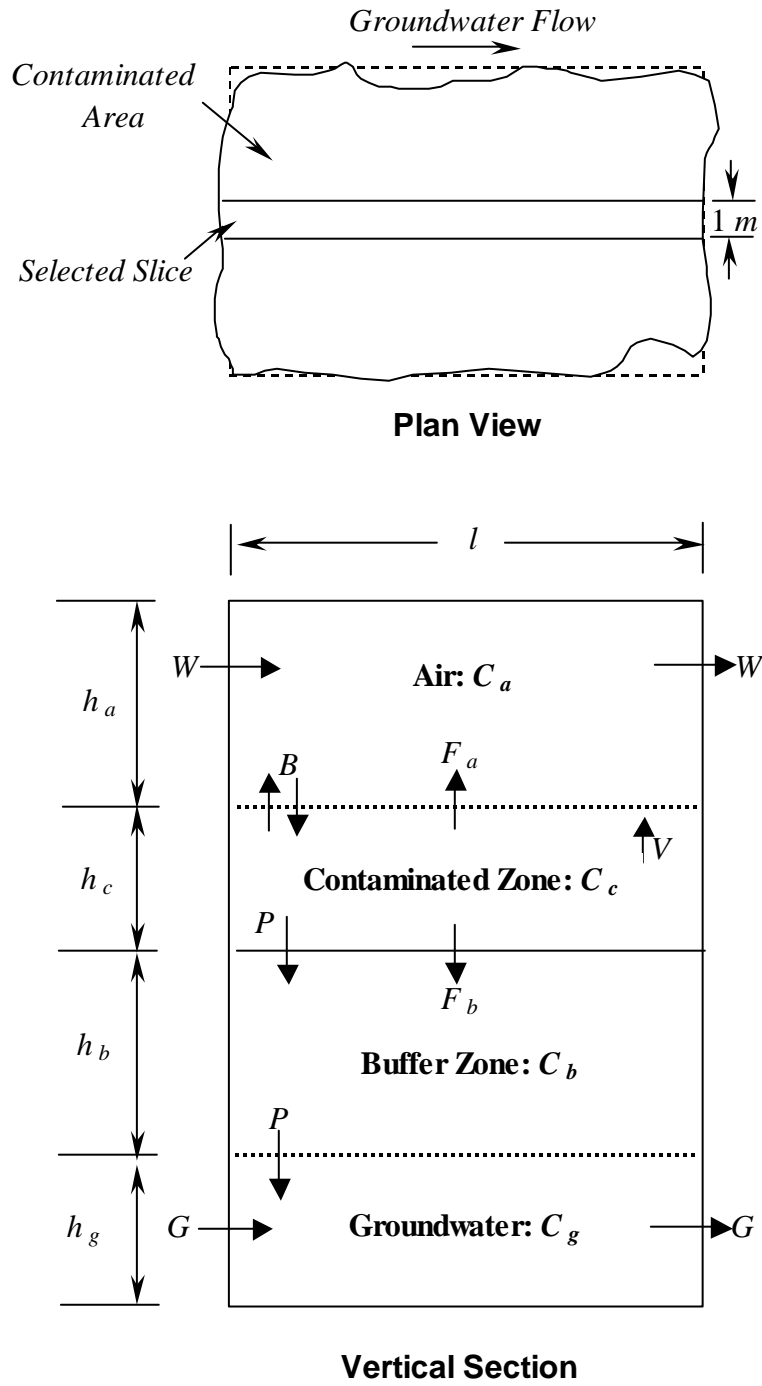 Groundwater Flow
Contaminated
Area
1 m
Selected Slice
Plan View
l
W
Air: C a
W
h a
B
F a
h c
V
Contaminated Zone: C c
P
F b
h b
Buffer Zone: C b
P
h g
G
Groundwater: C g
G
Vertical Section